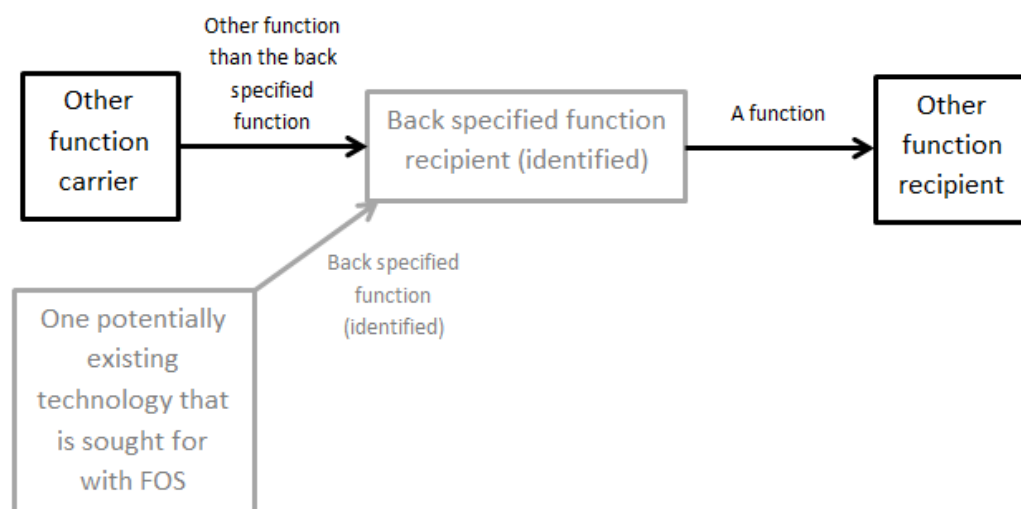 Other function
than the back
specified
function
Other
function
carrier
Back specified function
recipient (identified)
A function
Other
function
recipient
Back specified
function
(identified)
One potentially
existing
technology that
is sought for
with FOS